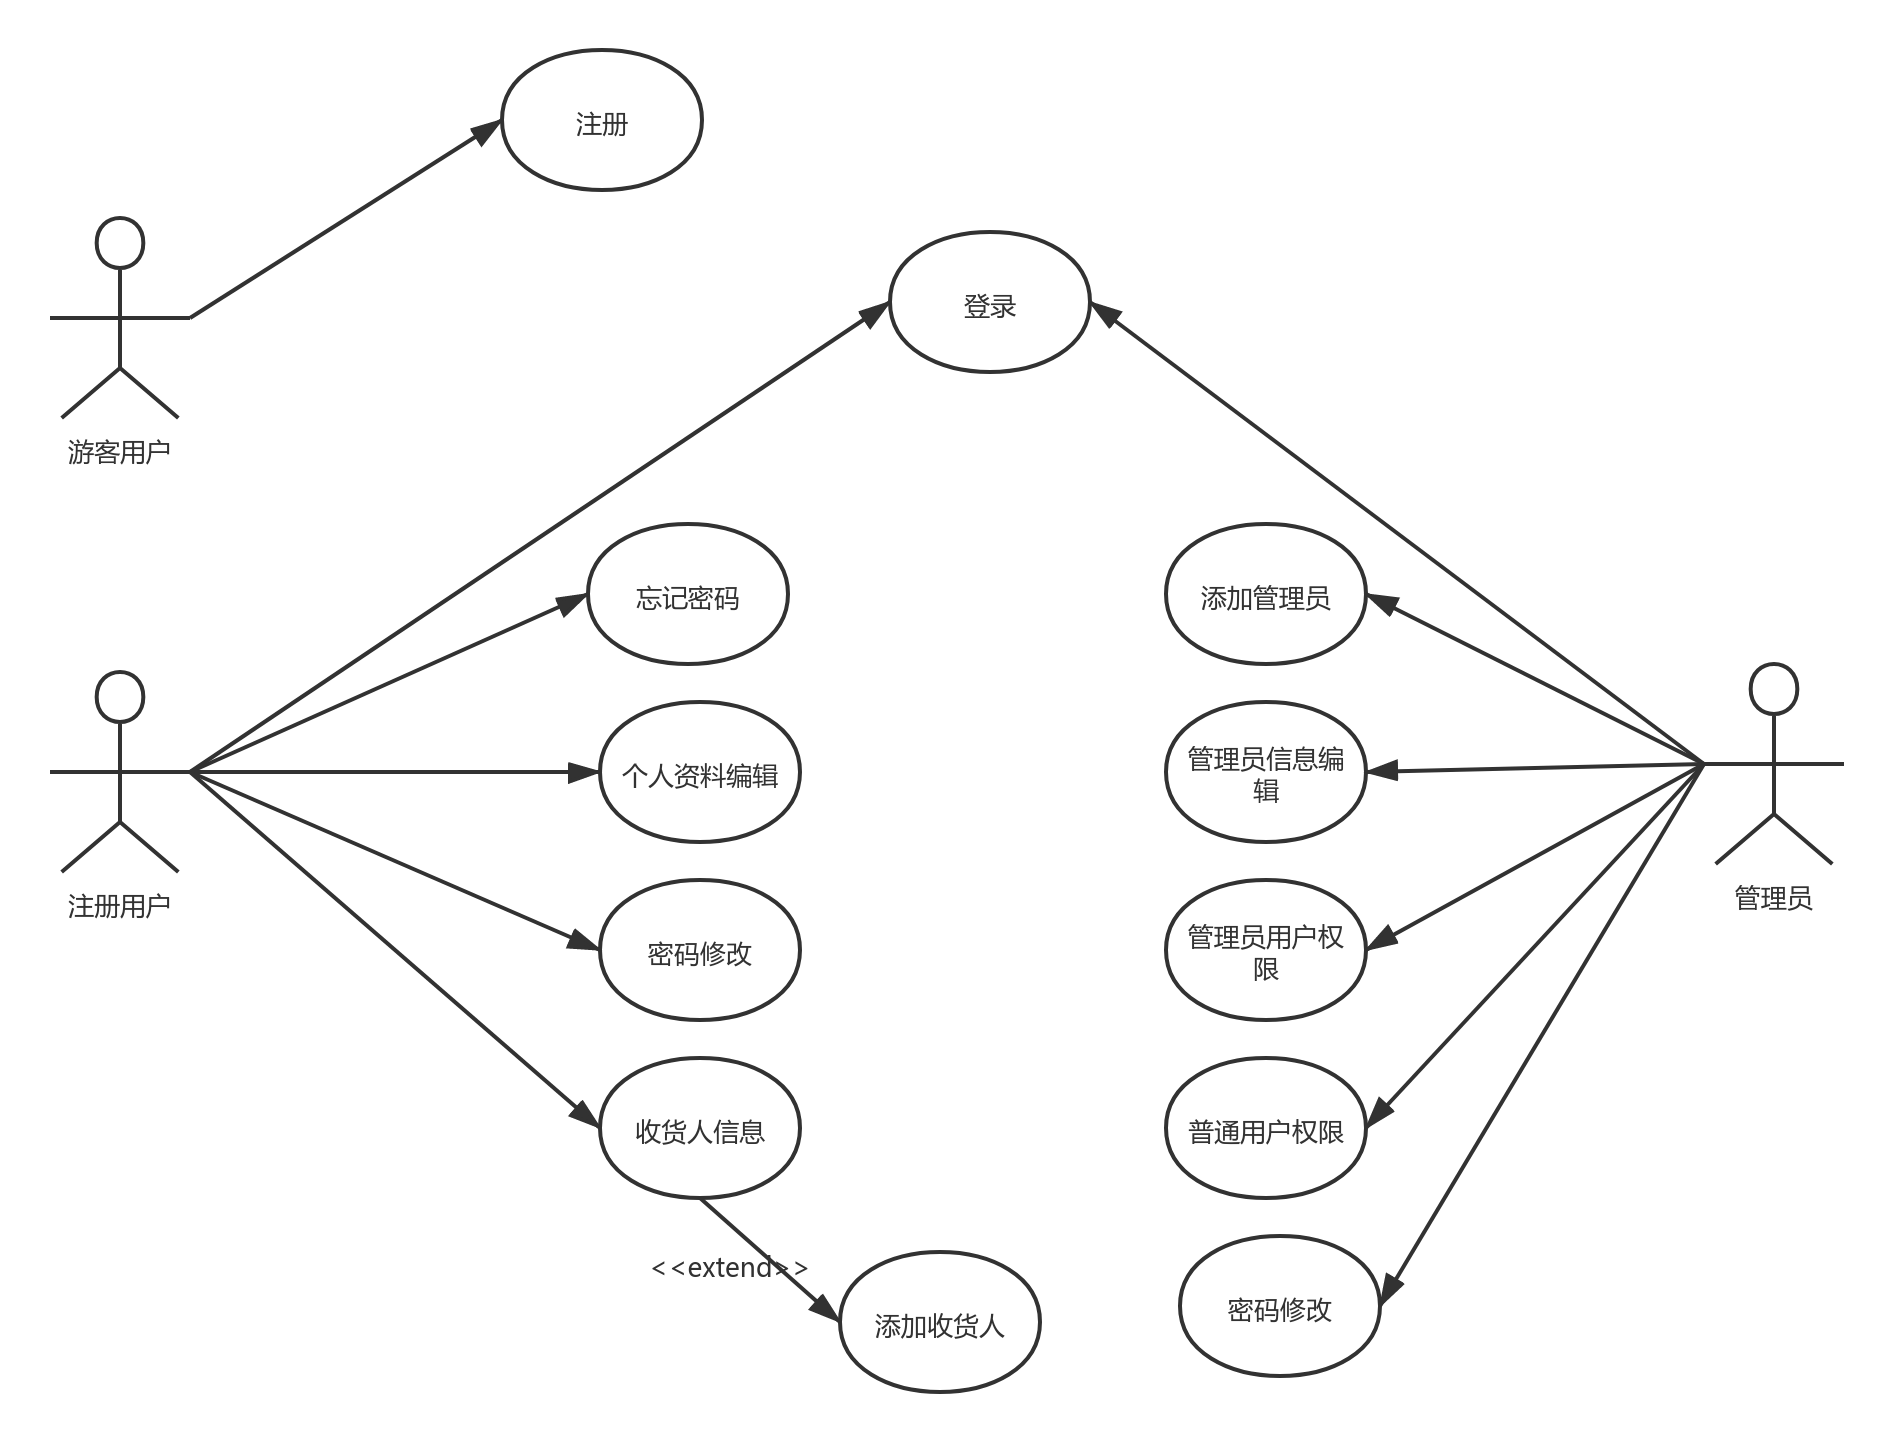 注册
登录
游客用户
忘记密码
添加管理员
个人资料编辑
管理员信息编
辑
注册用户
管理员
密码修改
管理员用户权
限
收货人信息
普通用户权限
<<extend>>
添加收货人
密码修改